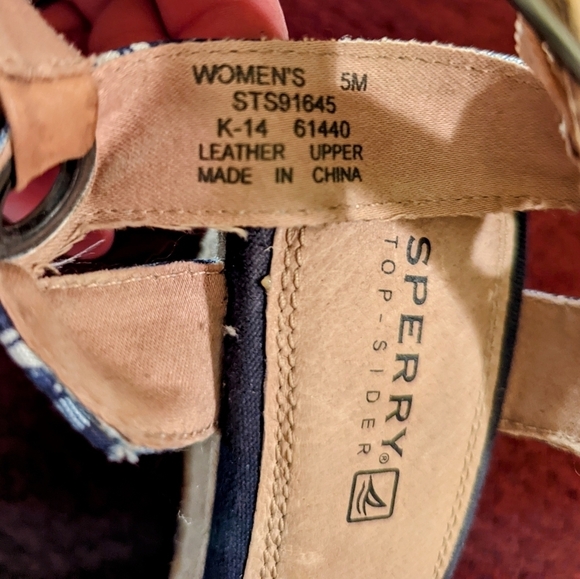 WOMEN'S 5M
STS91645
K-14 61440
LEATHER UPPER
MADE IN CHINA
SPERRY®
TOP-SIDER